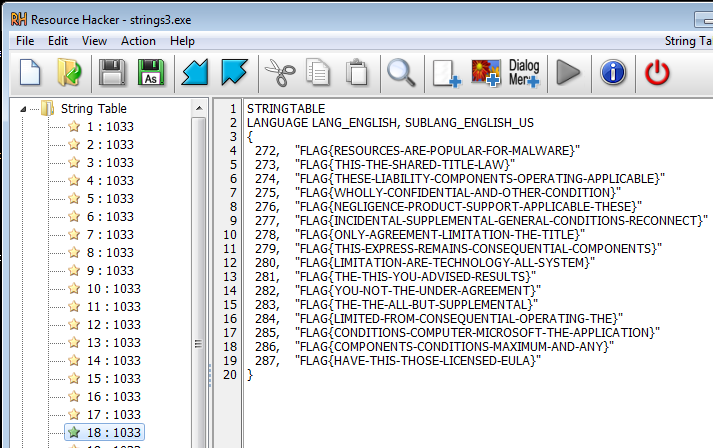 RH Resource Hacker - strings3.exe
File Edit View Action Help String Ta
As
Dialog
Menu
String Table
1 : 1033
2 : 1033
3 : 1033
4 : 1033
5 : 1033
6 : 1033
7 : 1033
8 : 1033
9 : 1033
10 : 1033
11 : 1033
12 : 1033
13 : 1033
14 : 1033
15 : 1033
16 : 1033
17 : 1033
18 : 1033
1 STRINGTABLE
2 LANGUAGE LANG_ENGLISH, SUBLANG_ENGLISH_US
3 {
4 272, "FLAG{RESOURCES-ARE-POPULAR-FOR-MALWARE}"
5 273, "FLAG{THIS-THE-SHARED-TITLE-LAW}"
6 274, "FLAG{THESE-LIABILITY-COMPONENTS-OPERATING-APPLICABLE}"
7 275, "FLAG{WHOLLY-CONFIDENTIAL-AND-OTHER-CONDITION}"
8 276, "FLAG{NEGLIGENCE-PRODUCT-SUPPORT-APPLICABLE-THESE}"
9 277, "FLAG{INCIDENTAL-SUPPLEMENTAL-GENERAL-CONDITIONS-RECONNECT}"
10 278, "FLAG{ONLY-AGREEMENT-LIMITATION-THE-TITLE}"
11 279, "FLAG{THIS-EXPRESS-REMAINS-CONSEQUENTIAL-COMPONENTS}"
12 280, "FLAG{LIMITATION-ARE-TECHNOLOGY-ALL-SYSTEM}"
13 281, "FLAG{THE-THIS-YOU-ADVISED-RESULTS}"
14 282, "FLAG{YOU-NOT-THE-UNDER-AGREEMENT}"
15 283, "FLAG{THE-THE-ALL-BUT-SUPPLEMENTAL}"
16 284, "FLAG{LIMITED-FROM-CONSEQUENTIAL-OPERATING-THE}"
17 285, "FLAG{CONDITIONS-COMPUTER-MICROSOFT-THE-APPLICATION}"
18 286, "FLAG{COMPONENTS-CONDITIONS-MAXIMUM-AND-ANY}"
19 287, "FLAG{HAVE-THIS-THOSE-LICENSED-EULA}"
20 }